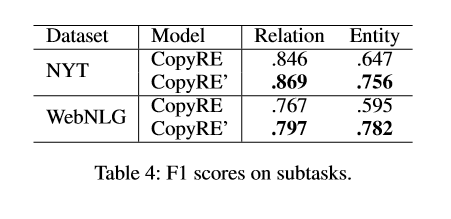 Dataset Model Relation Entity
NYT CopyRE .846 .647
CopyRE’ .869 .756
WebNLG CopyRE .767 .595
CopyRE’ .797 .782
Table 4: F1 scores on subtasks.